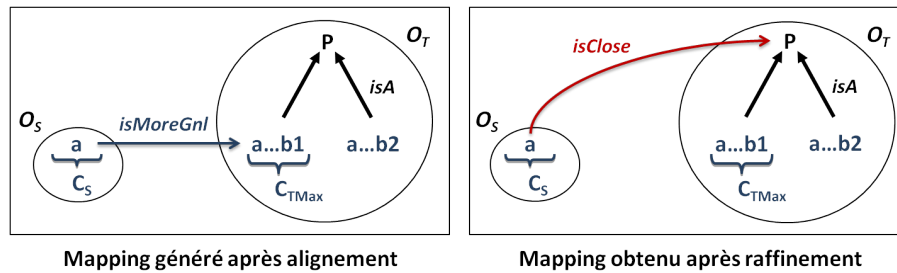 P
O_T
isA
O_S
isMoreGnl
a
a...b1
a...b2
C_S
C_TMax
Mapping généré après alignement
P
O_T
isClose
isA
O_S
a
a...b1
a...b2
C_S
C_TMax
Mapping obtenu après raffinement